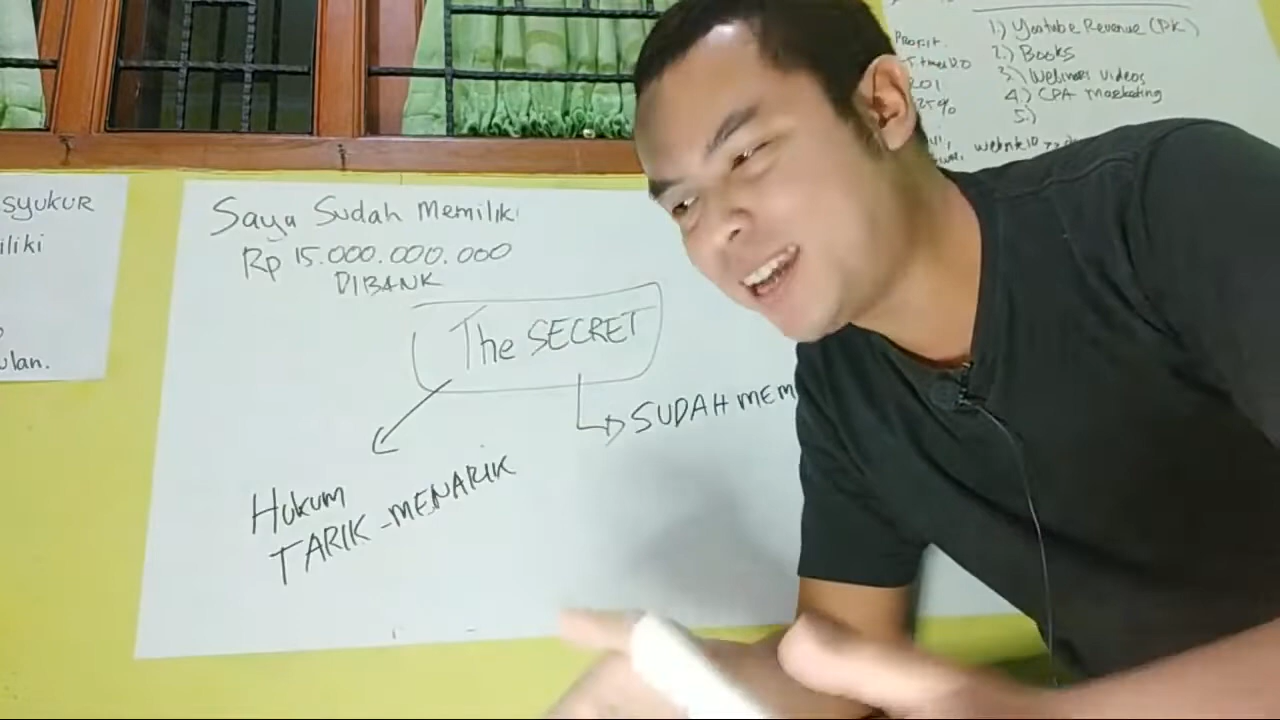 SYUKUR
iliki
ulan.
Saya Sudah Memiliki
Rp 15.000.000.000
DIBANK
The SECRET
SUDAH MEM
Hukum
TARIK-MENARIK
Profit.
ROI
25%
1.) Youtube Revenue (PK)
2.) Books
3.) Webinar videos
4.) CPA Marketing
5.)